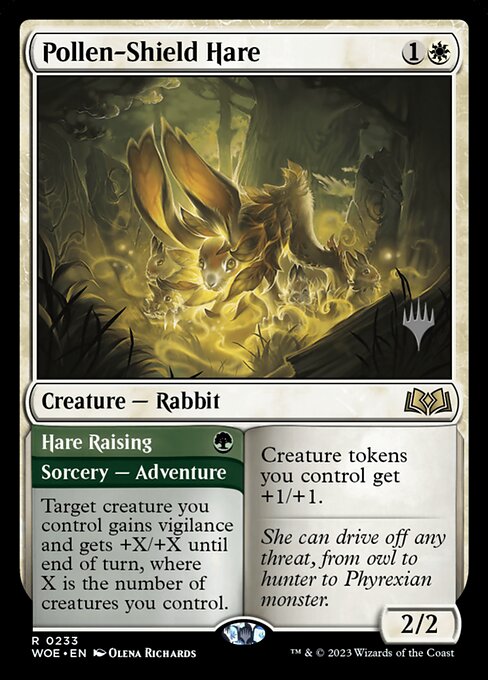 Pollen-Shield Hare 1
Creature — Rabbit
Hare Raising
Sorcery — Adventure
Target creature you
control gains vigilance
and gets +X/+X until
end of turn, where
X is the number of
creatures you control.
Creature tokens
you control get
+1/+1.
She can drive off any
threat, from owl to
hunter to Phyrexian
monster.
2/2
R 0233
WOE • EN Olena Richards
™ & © 2023 Wizards of the Coast